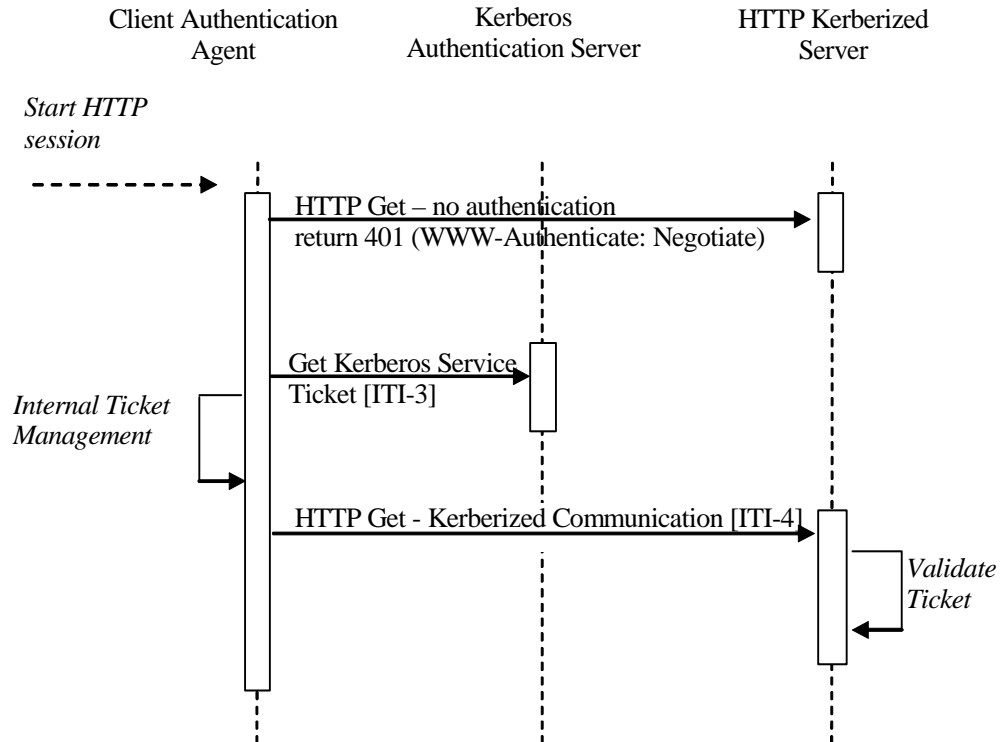 Client Authentication
Agent
Kerberos
Authentication Server
HTTP Kerberized
Server
Start HTTP
session
HTTP Get – no authentication
return 401 (WWW-Authenticate: Negotiate)
Get Kerberos Service
Ticket [ITI-3]
Internal Ticket
Management
HTTP Get - Kerberized Communication [ITI-4]
Validate
Ticket